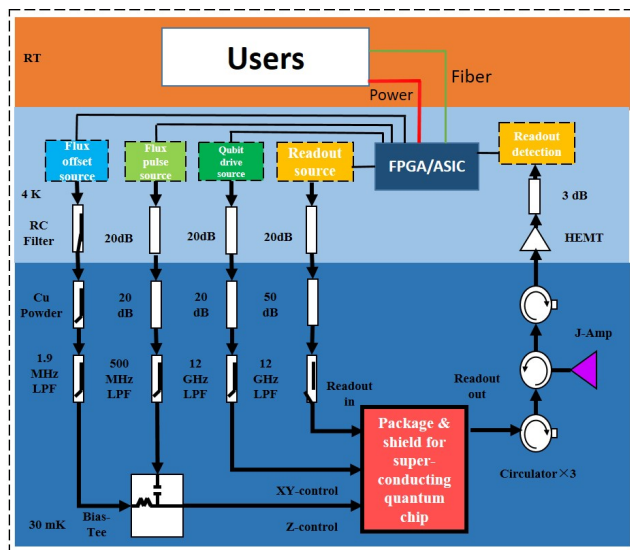 RT
Users
Power
Fiber
Flux
offset
source
Flux
pulse
source
Qubit
drive
source
Readout
source
FPGA/ASIC
Readout
detection
4 K
RC
Filter
20dB
20dB
20dB
3 dB
HEMT
Cu
Powder
20
dB
20
dB
50
dB
J-Amp
1.9
MHz
LPF
500
MHz
LPF
12
GHz
LPF
12
GHz
LPF
Readout
in
Readout
out
Package &
shield for
super-
conducting
quantum
chip
Circulator×3
XY-control
Z-control
Bias-
Tee
30 mK